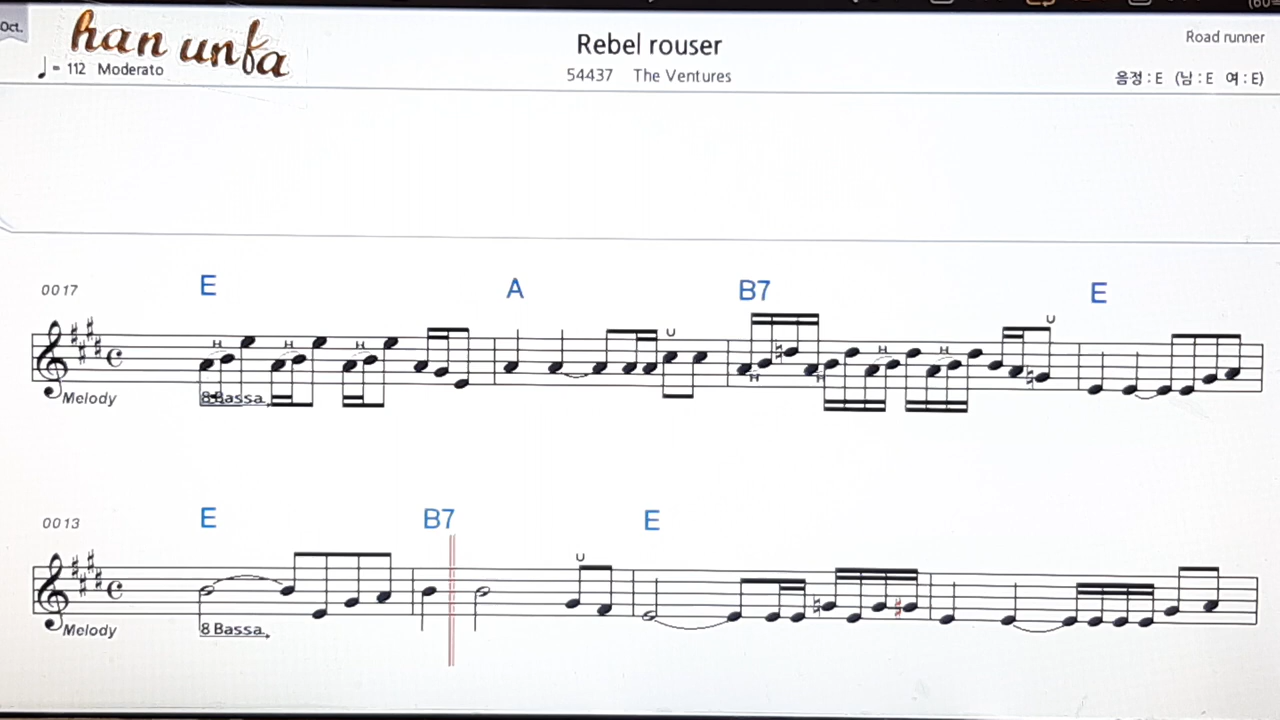 Oct.
han unfa
Rebel rouser
Road runner
= 112 Moderato
54437 The Ventures
음정 : E (남 : E 여 : E)
E A B7 E
0017
H H H
8 Bassa
Melody
E B7 E
0013
8 Bassa
Melody